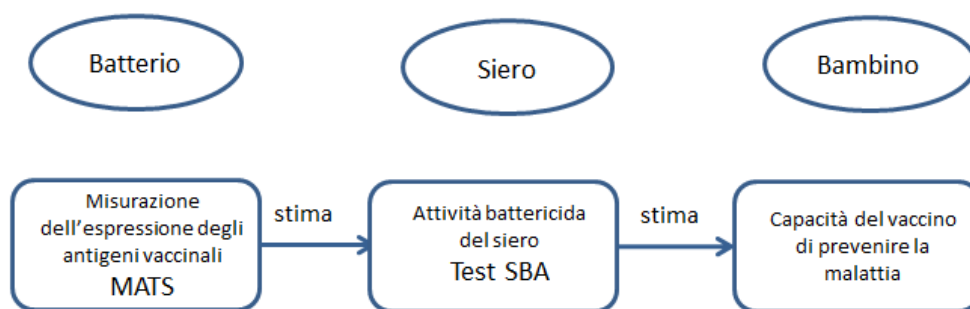 Batterio
Siero
Bambino
Misurazione
dell'espressione degli
antigeni vaccinali
MATS
stima
Attività battericida
del siero
Test SBA
stima
Capacità del vaccino
di prevenire la
malattia